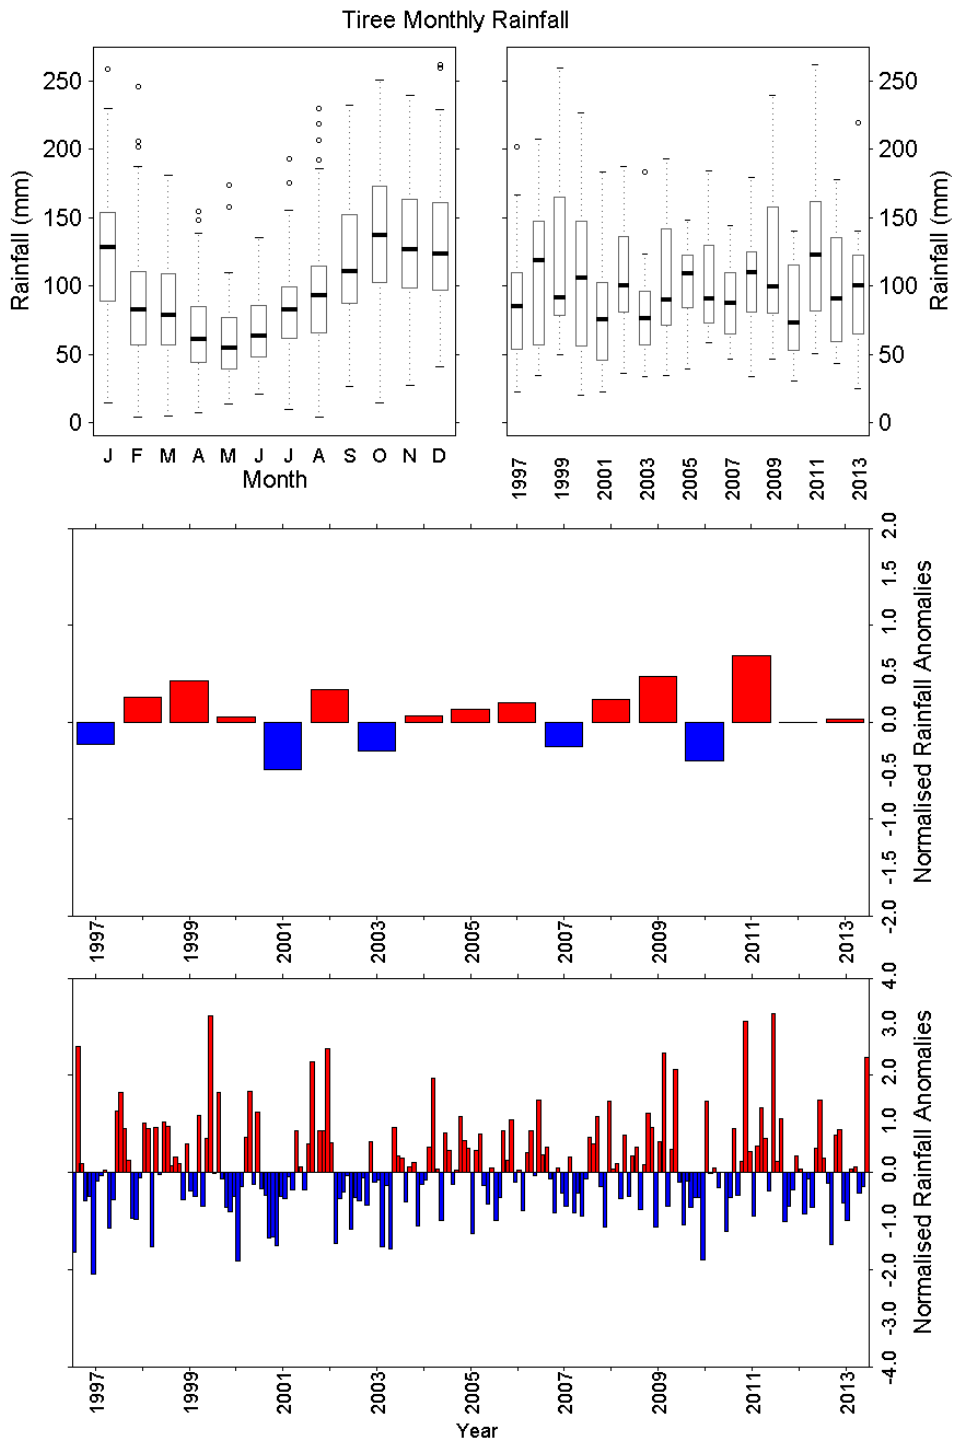 Tiree Monthly Rainfall
250
200
150
100
50
0
Rainfall (mm)
J F M A M J J A S O N D
Month
250
200
150
100
50
0
Rainfall (mm)
1997 1999 2001 2003 2005 2007 2009 2011 2013
2.0
1.5
1.0
0.5
0.0
-0.5
-1.0
-1.5
-2.0
Normalised Rainfall Anomalies
1997 1999 2001 2003 2005 2007 2009 2011 2013
4.0
3.0
2.0
1.0
0.0
-1.0
-2.0
-3.0
-4.0
Normalised Rainfall Anomalies
1997 1999 2001 2003 2005 2007 2009 2011 2013
Year